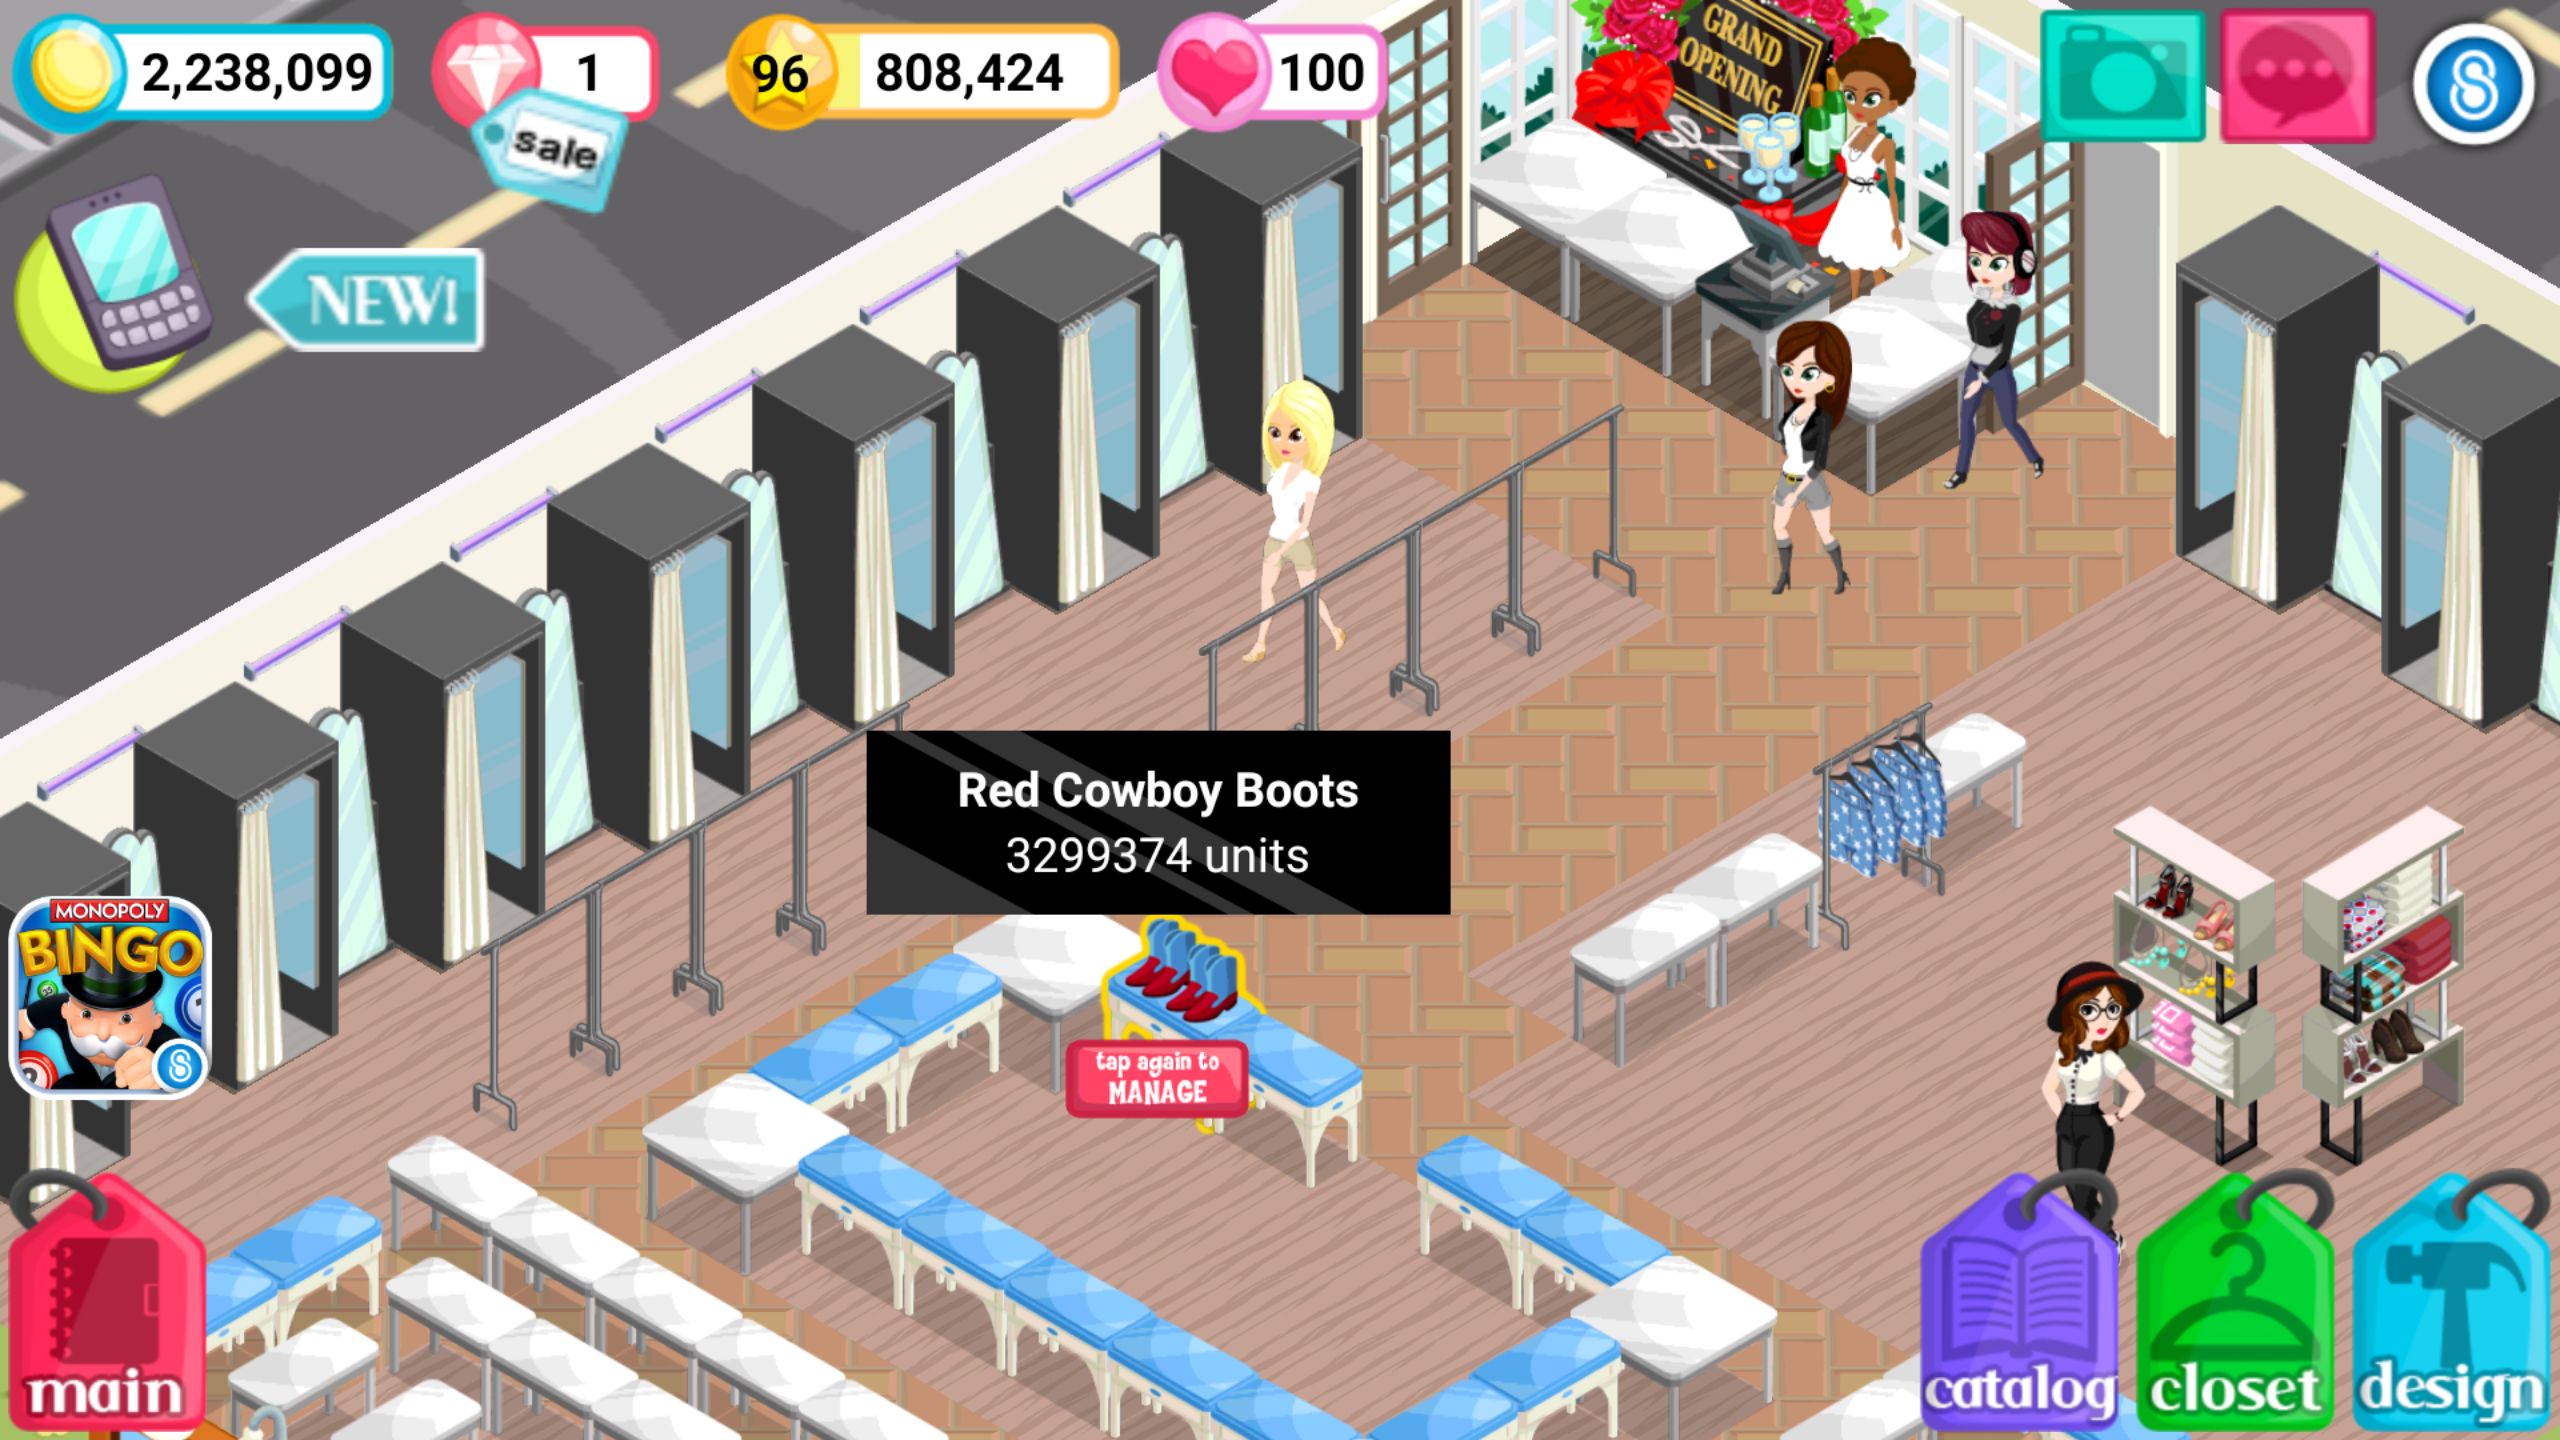 2,238,099
1
96
808,424
100
sale
NEW!
GRAND
OPENING
Red Cowboy Boots
3299374 units
MONOPOLY
BINGO
tap again to
MANAGE
main
catalog
closet
design